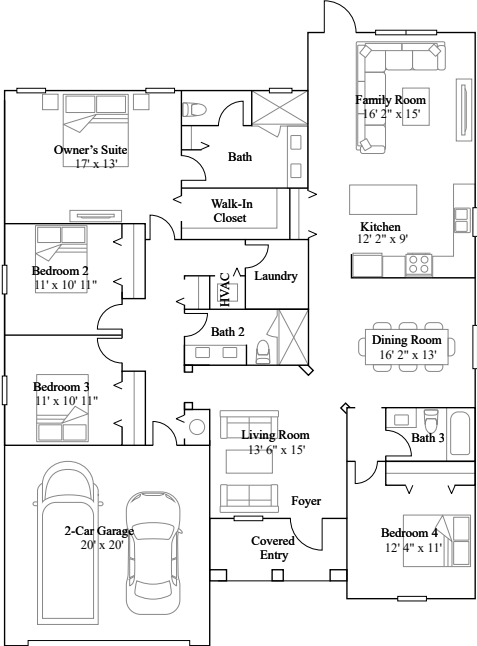 Family Room
16' 2" x 15'
Owner's Suite
17' x 13'
Bath
Walk-In
Closet
Kitchen
12' 2" x 9'
Bedroom 2
11' x 10' 11"
HVAC
Laundry
Bath 2
Dining Room
16' 2" x 13'
Bedroom 3
11' x 10' 11"
Living Room
13' 6" x 15'
Bath 3
Foyer
2-Car Garage
20' x 20'
Covered
Entry
Bedroom 4
12' 4" x 11'